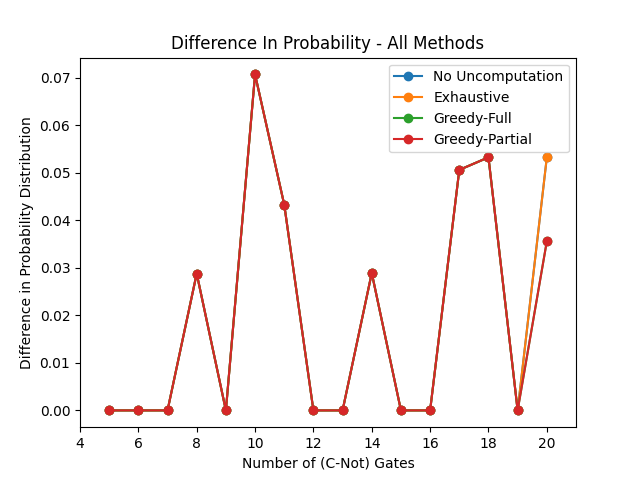 Difference In Probability - All Methods
No Uncomputation
Exhaustive
Greedy-Full
Greedy-Partial
Difference in Probability Distribution
0.07
0.06
0.05
0.04
0.03
0.02
0.01
0.00
4 6 8 10 12 14 16 18 20
Number of (C-Not) Gates